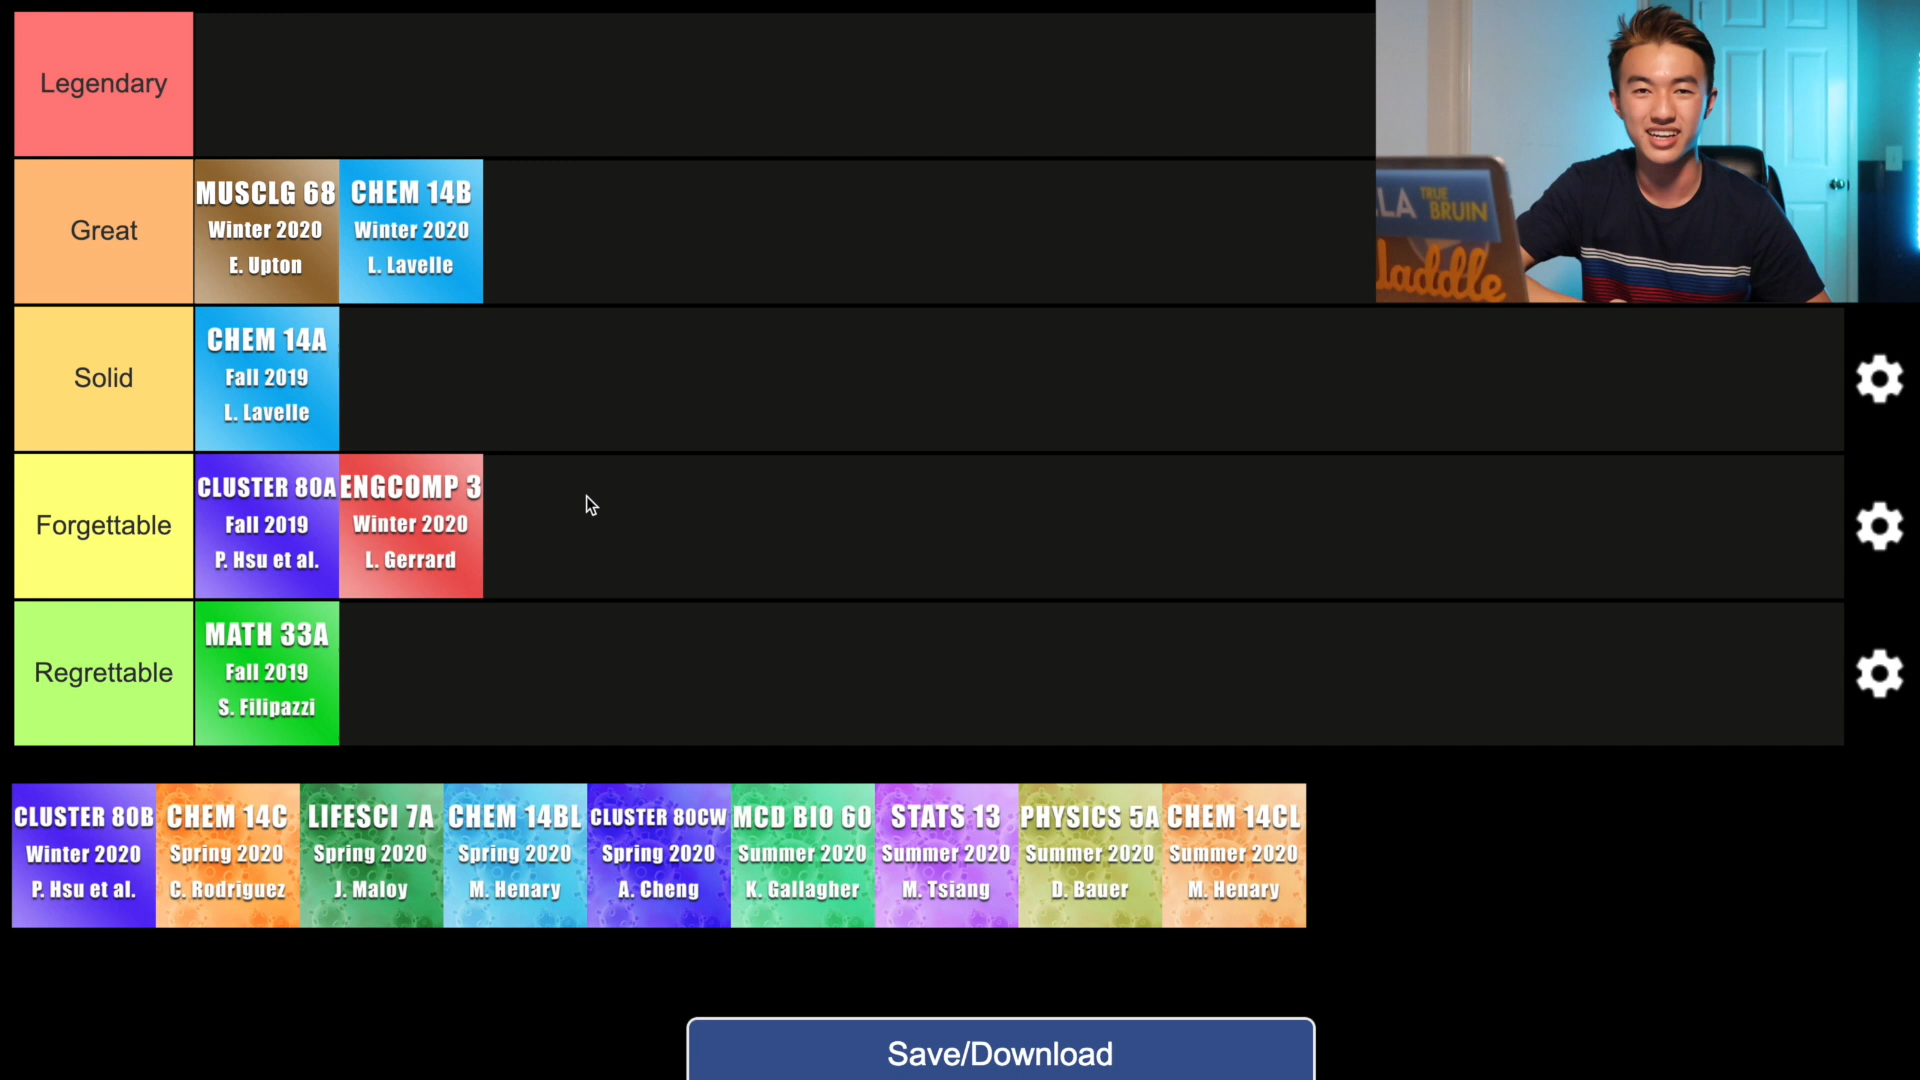 Legendary
Great
MUSCLG 68
Winter 2020
E. Upton
CHEM 14B
Winter 2020
L. Lavelle
LA TRUE
BRUIN
daddle
Solid
CHEM 14A
Fall 2019
L. Lavelle
Forgettable
CLUSTER 80A
Fall 2019
P. Hsu et al.
ENGCOMP 3
Winter 2020
L. Gerrard
Regrettable
MATH 33A
Fall 2019
S. Filipazzi
CLUSTER 80B
Winter 2020
P. Hsu et al.
CHEM 14C
Spring 2020
C. Rodriguez
LIFESCI 7A
Spring 2020
J. Maloy
CHEM 14BL
Spring 2020
M. Henary
CLUSTER 80CW
Spring 2020
A. Cheng
MCD BIO 60
Summer 2020
K. Gallagher
STATS 13
Summer 2020
M. Tsiang
PHYSICS 5A
Summer 2020
D. Bauer
CHEM 14CL
Summer 2020
M. Henary
Save/Download